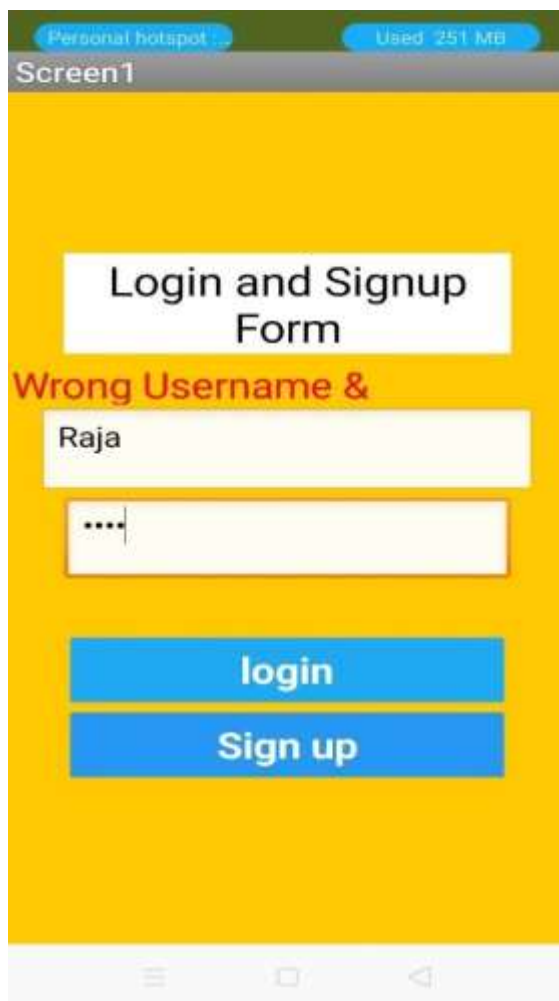 Personal hotspot :... Used 251 MB
Screen1
Login and Signup
Form
Wrong Username &
Raja
••••
login
Sign up